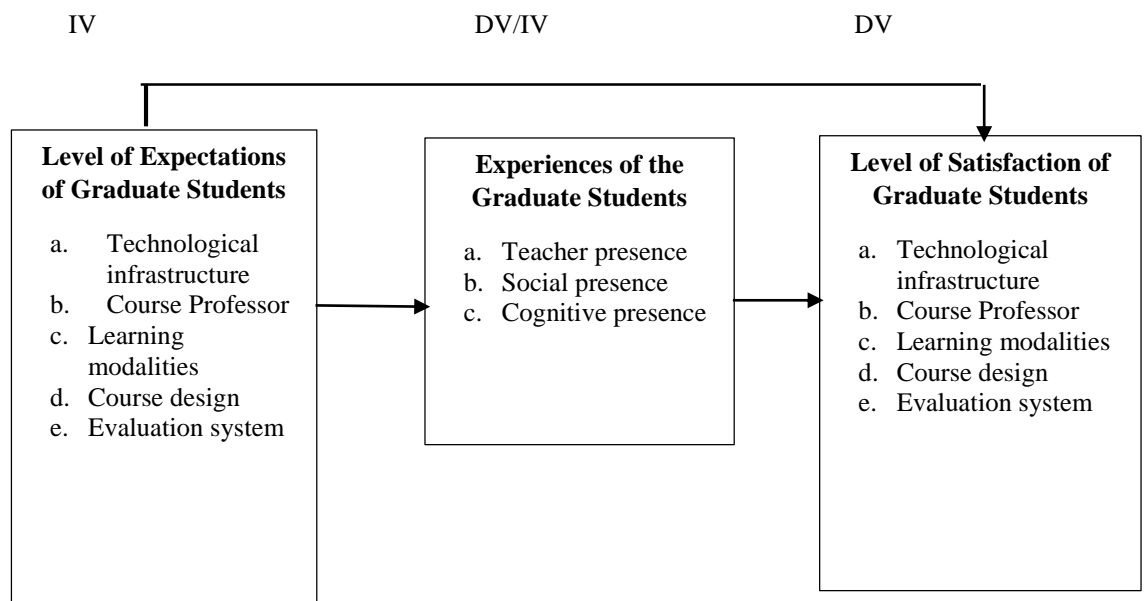 IV
DV/IV
DV
Level of Expectations
of Graduate Students
a. Technological
infrastructure
b. Course Professor
c. Learning
modalities
d. Course design
e. Evaluation system
Experiences of the
Graduate Students
a. Teacher presence
b. Social presence
c. Cognitive presence
Level of Satisfaction of
Graduate Students
a. Technological
infrastructure
b. Course Professor
c. Learning modalities
d. Course design
e. Evaluation system